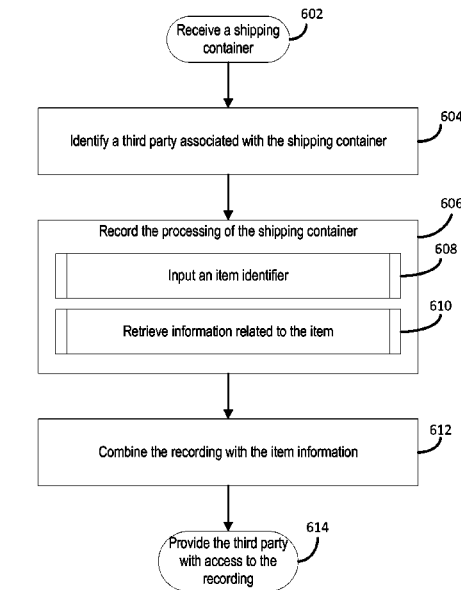 602
Receive a shipping
container
604
Identify a third party associated with the shipping container
606
Record the processing of the shipping container
608
Input an item identifier
610
Retrieve information related to the item
612
Combine the recording with the item information
614
Provide the third party
with access to the
recording